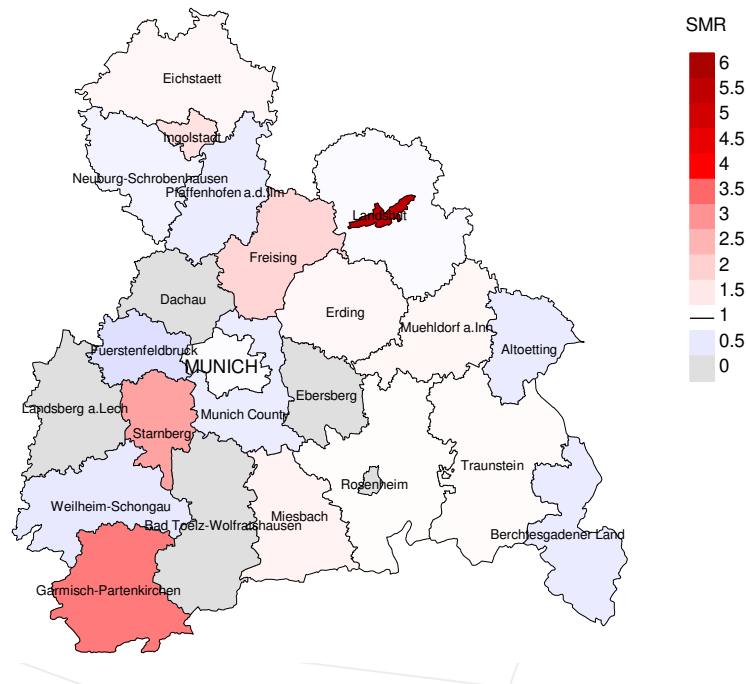 SMR
6
5.5
5
4.5
4
3.5
3
2.5
2
1.5
1
0.5
0
Eichstaett
Ingolstadt
Neuburg-Schrobenhausen
Pfaffenhofen a.d.Ilm
Landshut
Freising
Dachau
Erding
Muehldorf a.Inn
Altoetting
Fuerstenfeldbruck
MUNICH
Ebersberg
Landsberg a.Lech
Munich County
Starnberg
Traunstein
Rosenheim
Weilheim-Schongau
Miesbach
Bad Toelz-Wolfratshausen
Berchtesgadener Land
Garmisch-Partenkirchen